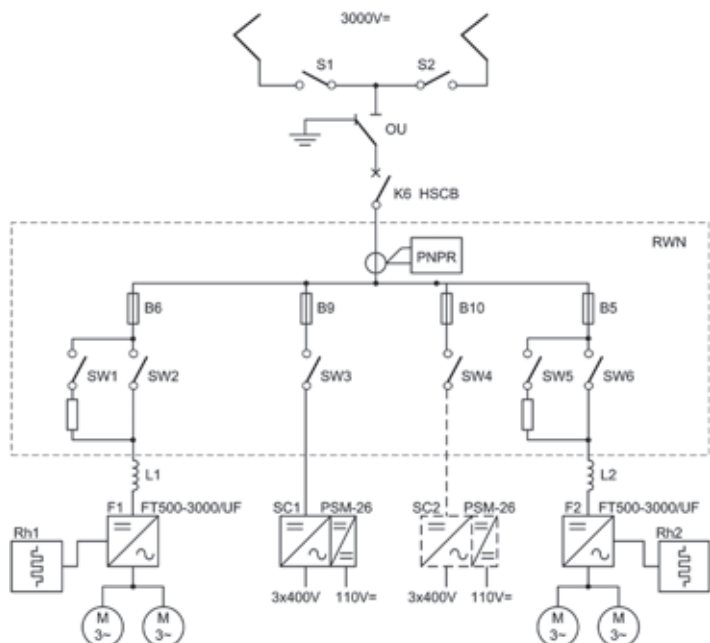 3000V=
S1 S2
OU
K6 HSCB
RWN
PNPR
B6 B9 B10 B5
SW1 SW2 SW3 SW4 SW5 SW6
L1 L2
F1 FT500-3000/UF SC1 PSM-26 SC2 PSM-26 F2 FT500-3000/UF
Rh1 Rh2
3x400V 110V= 3x400V 110V=
M M M M
3~ 3~ 3~ 3~